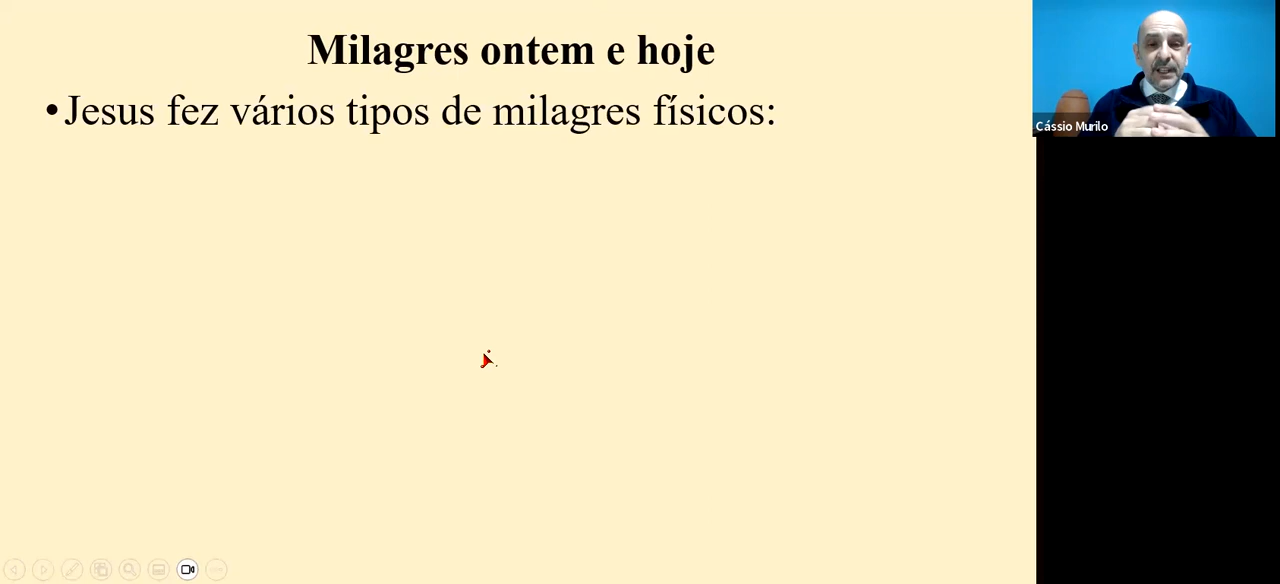 Milagres ontem e hoje
•Jesus fez vários tipos de milagres físicos:
Cássio Murilo